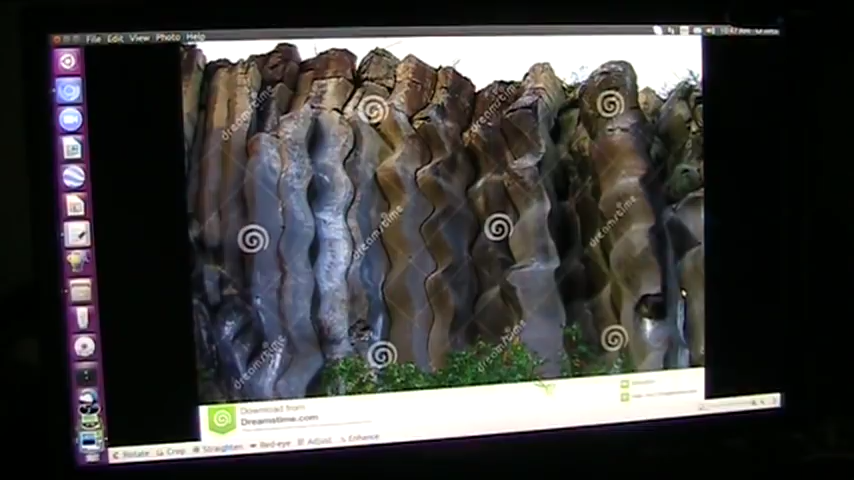 File Edit View Photo Help
dreamstime
dreamstime
dreamstime
dreamstime
dreamstime
dreamstime
Download from
Dreamstime.com
Rotate Crop Straighten Red-eye Adjust Enhance